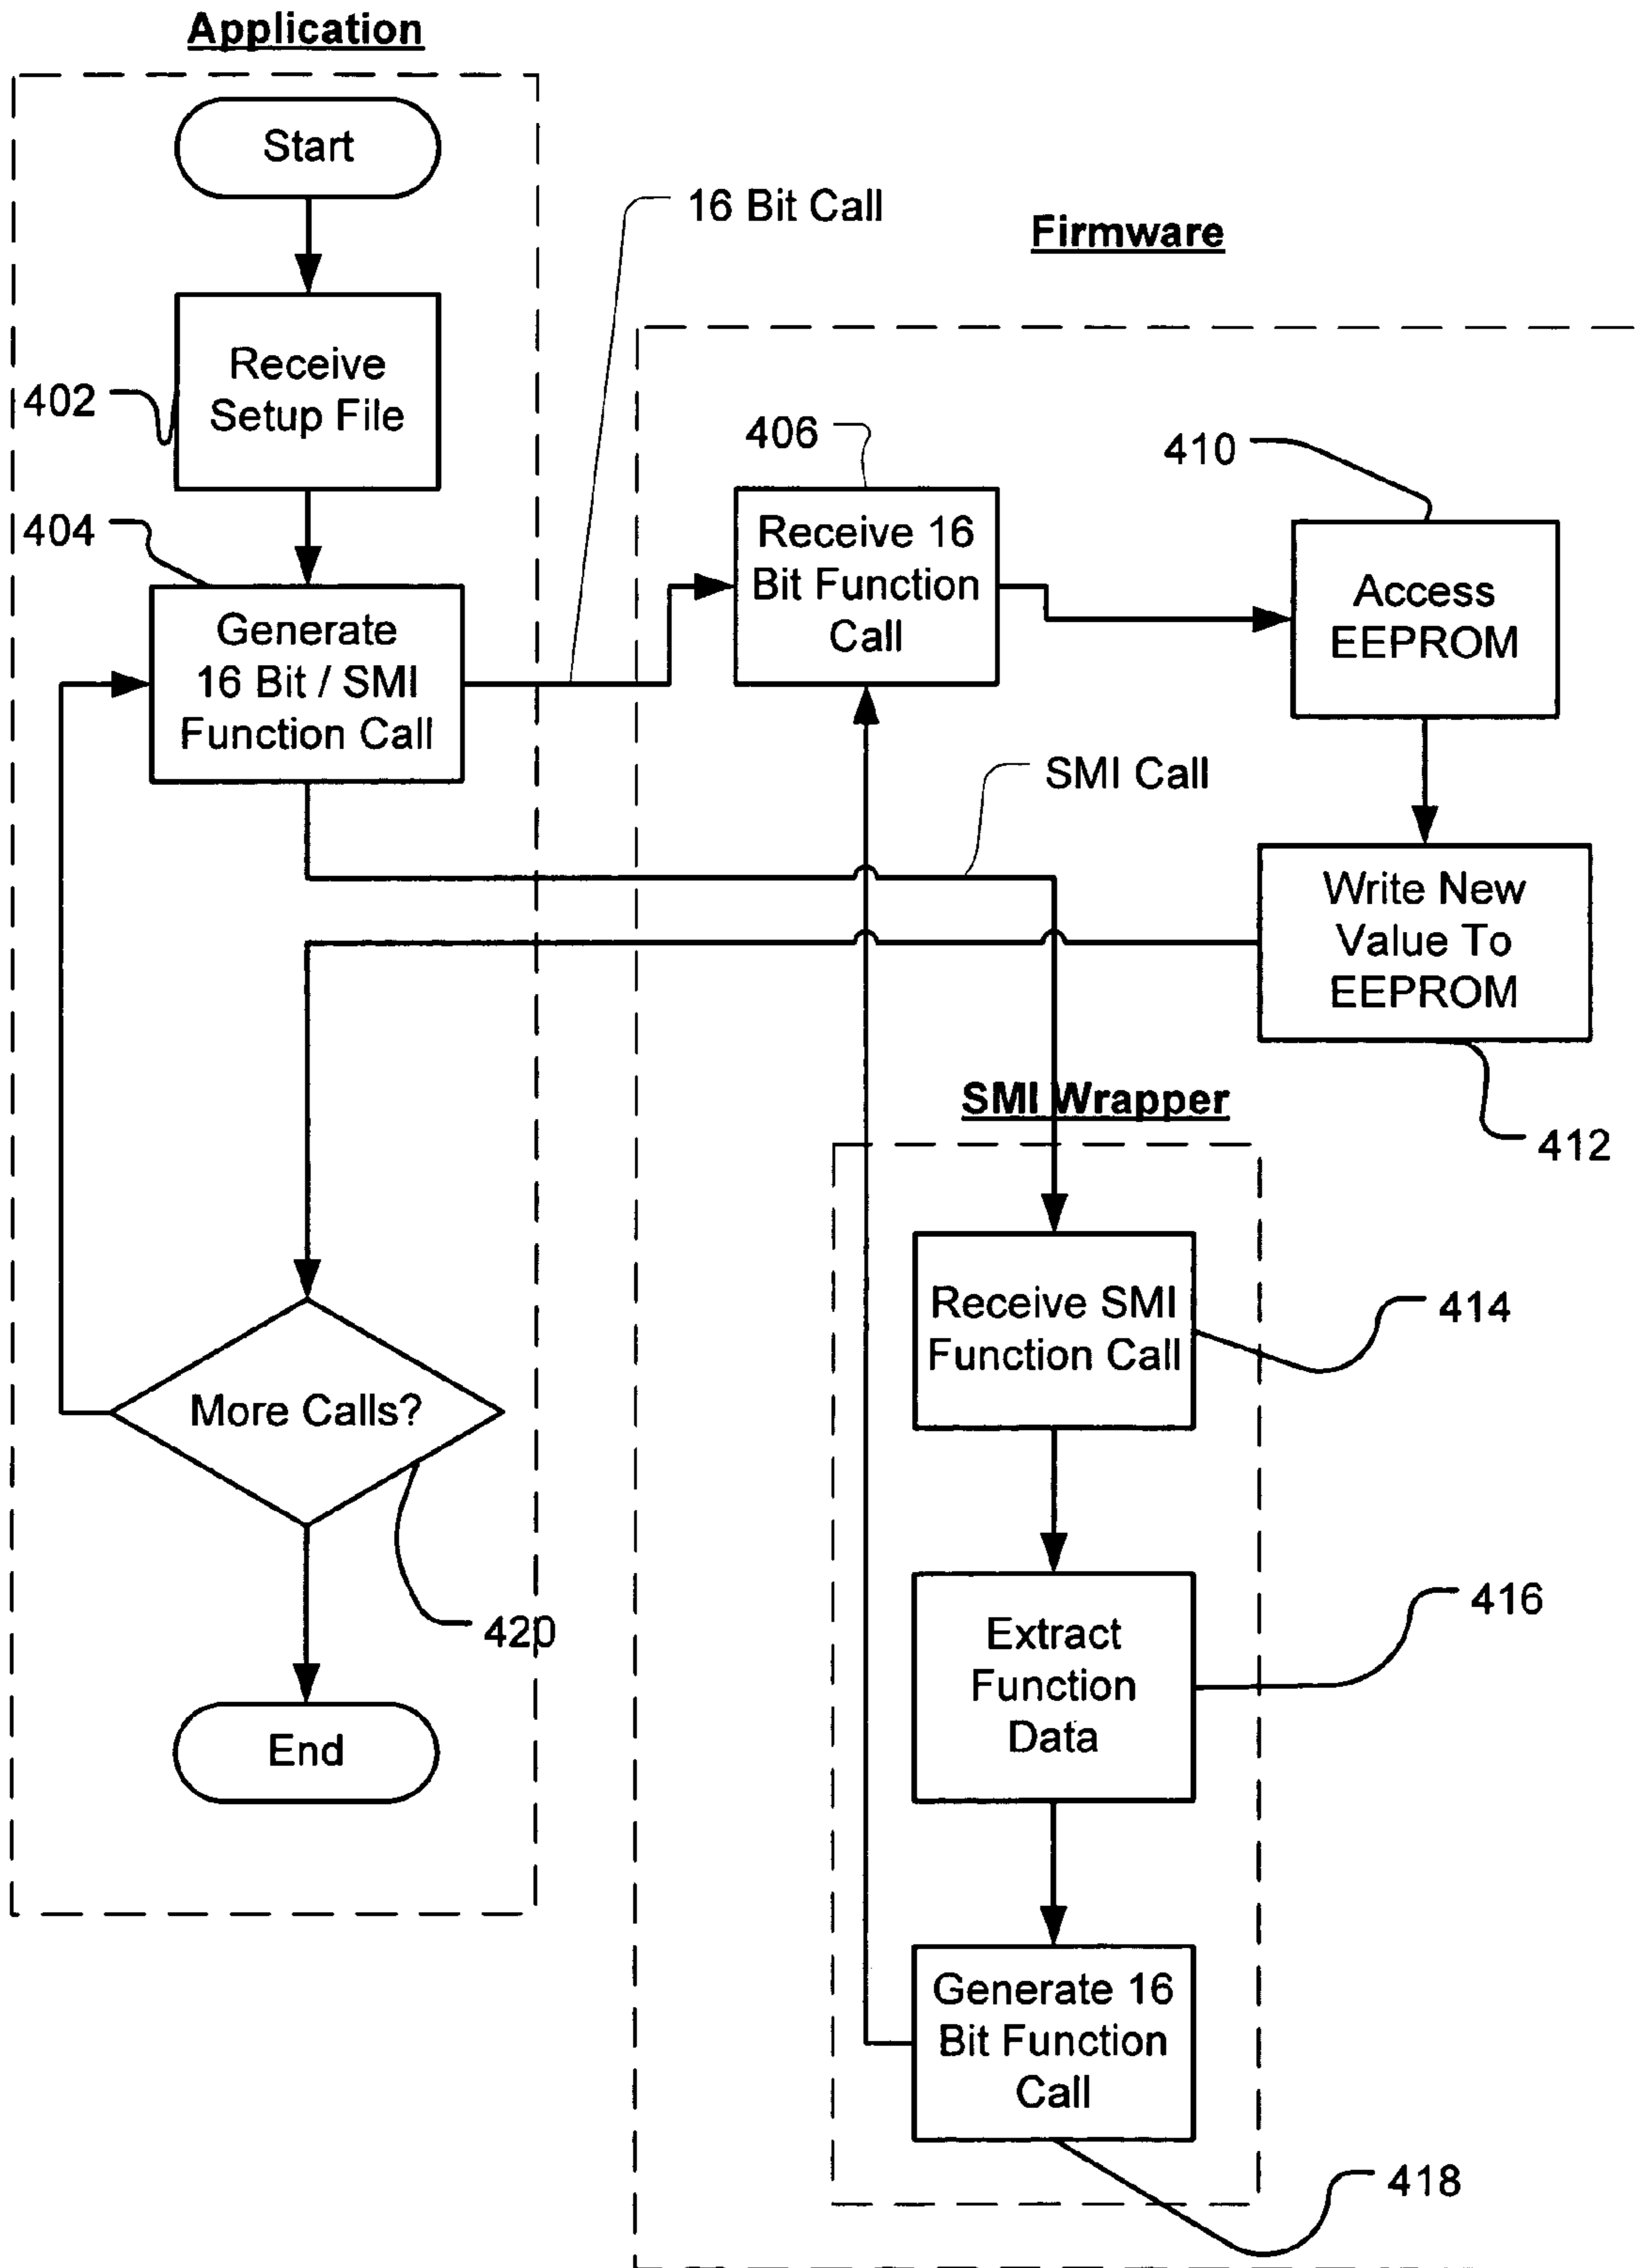 Application
Start
16 Bit Call
Firmware
Receive
Setup File
402
406
410
404
Receive 16
Bit Function
Call
Access
EEPROM
Generate
16 Bit / SMI
Function Call
SMI Call
Write New
Value To
EEPROM
SMI Wrapper
412
Receive SMI
Function Call
414
More Calls?
420
Extract
Function
Data
416
End
Generate 16
Bit Function
Call
418